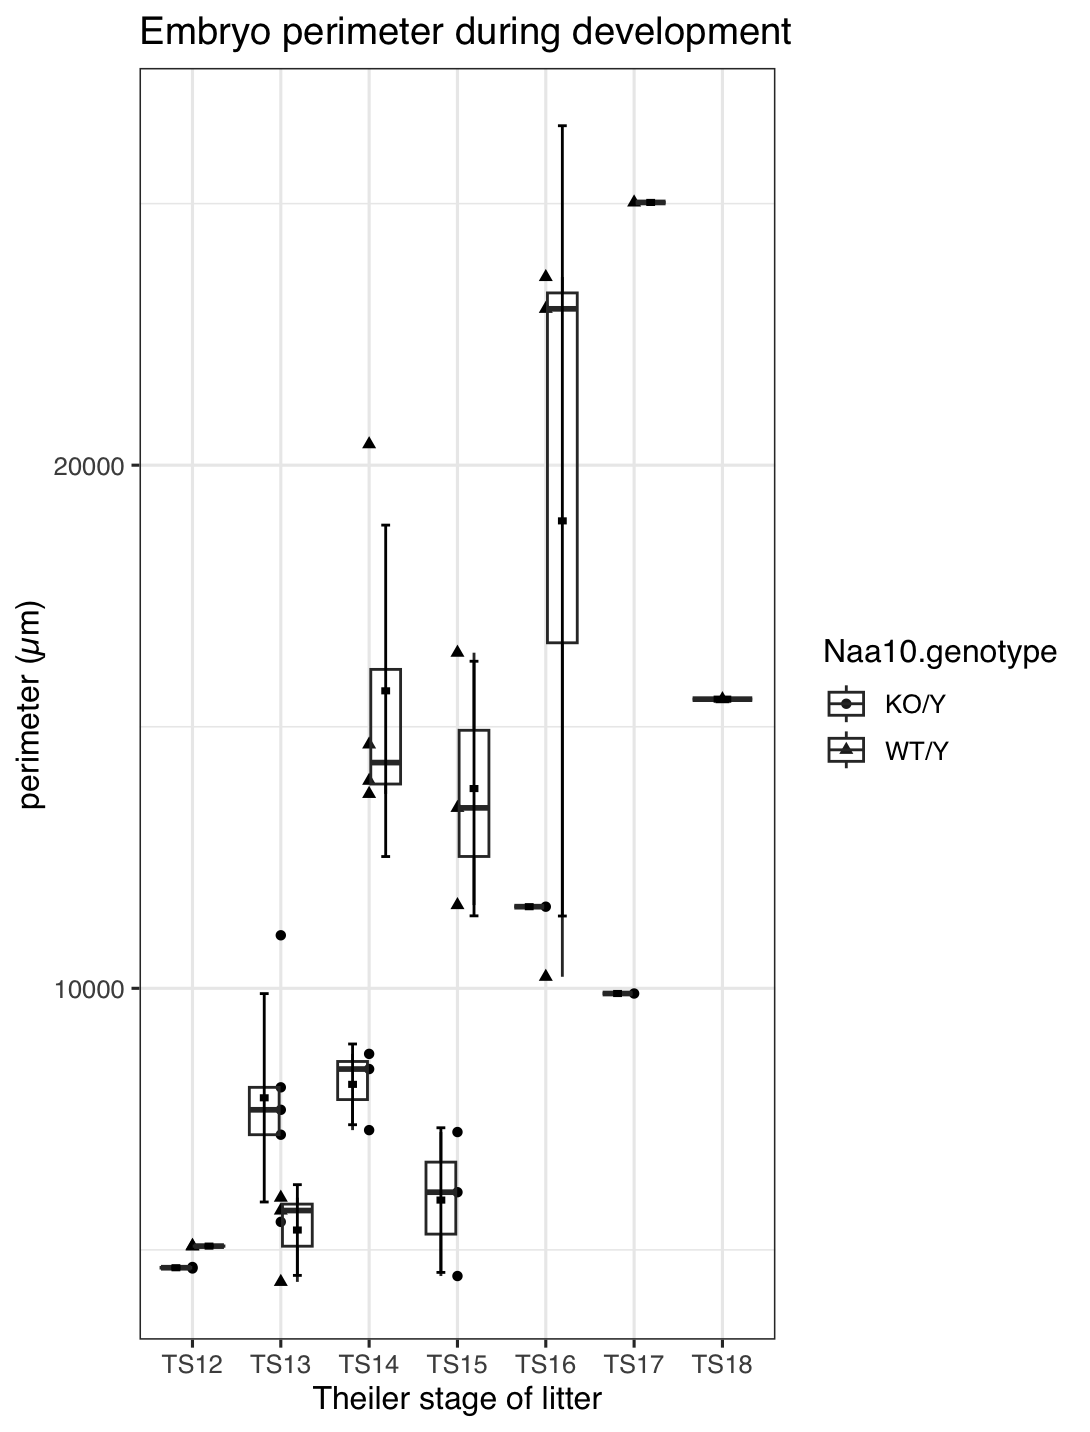 Embryo perimeter during development
perimeter (µm)
20000
10000
TS12 TS13 TS14 TS15 TS16 TS17 TS18
Theiler stage of litter
Naa10.genotype
KO/Y
WT/Y